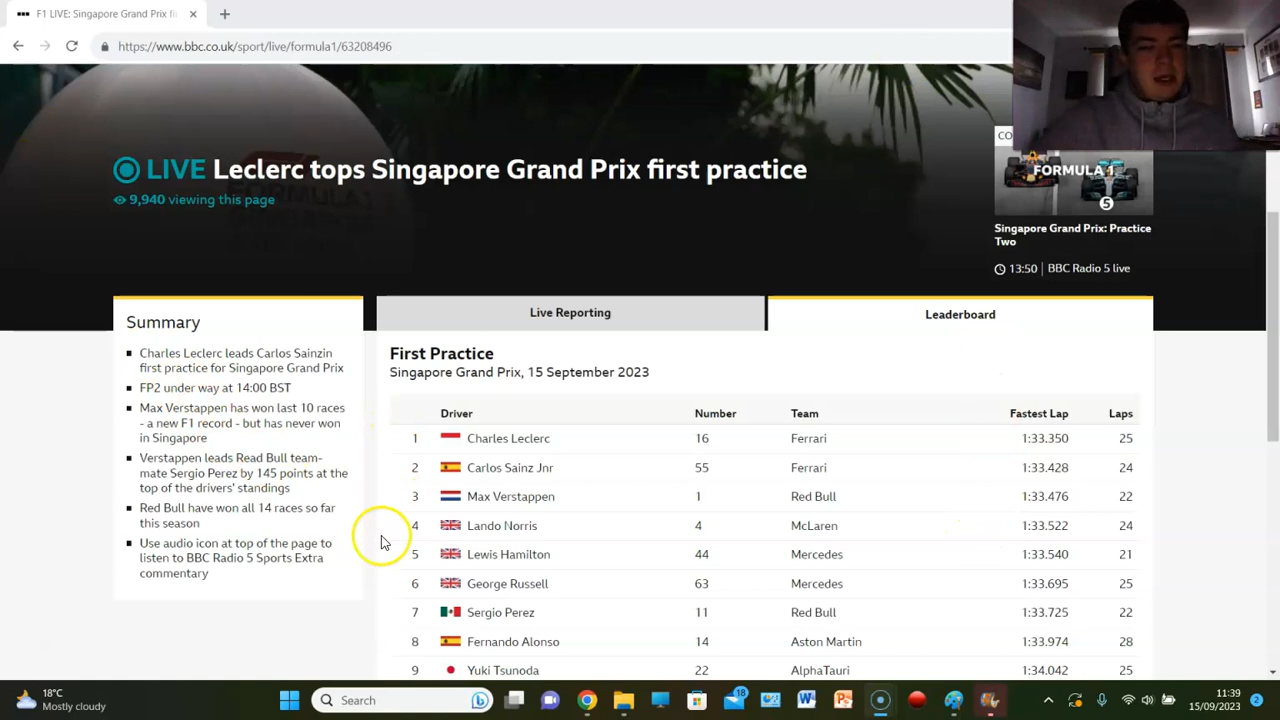 F1 LIVE: Singapore Grand Prix fi
https://www.bbc.co.uk/sport/live/formula1/63208496
LIVE Leclerc tops Singapore Grand Prix first practice
9,940 viewing this page
CO
FORMULA 1
5
Singapore Grand Prix: Practice
Two
13:50 | BBC Radio 5 live
Summary
Charles Leclerc leads Carlos Sainzin
first practice for Singapore Grand Prix
FP2 under way at 14:00 BST
Max Verstappen has won last 10 races
- a new F1 record - but has never won
in Singapore
Verstappen leads Read Bull team-
mate Sergio Perez by 145 points at the
top of the drivers' standings
Red Bull have won all 14 races so far
this season
Use audio icon at top of the page to
listen to BBC Radio 5 Sports Extra
commentary
Live Reporting
Leaderboard
First Practice
Singapore Grand Prix, 15 September 2023
Driver Number Team Fastest Lap Laps
1 Charles Leclerc 16 Ferrari 1:33.350 25
2 Carlos Sainz Jnr 55 Ferrari 1:33.428 24
3 Max Verstappen 1 Red Bull 1:33.476 22
4 Lando Norris 4 McLaren 1:33.522 24
5 Lewis Hamilton 44 Mercedes 1:33.540 21
6 George Russell 63 Mercedes 1:33.695 25
7 Sergio Perez 11 Red Bull 1:33.725 22
8 Fernando Alonso 14 Aston Martin 1:33.974 28
9 Yuki Tsunoda 22 AlphaTauri 1:34.042 25
18°C
Mostly cloudy
Search
18
11:39
15/09/2023
2